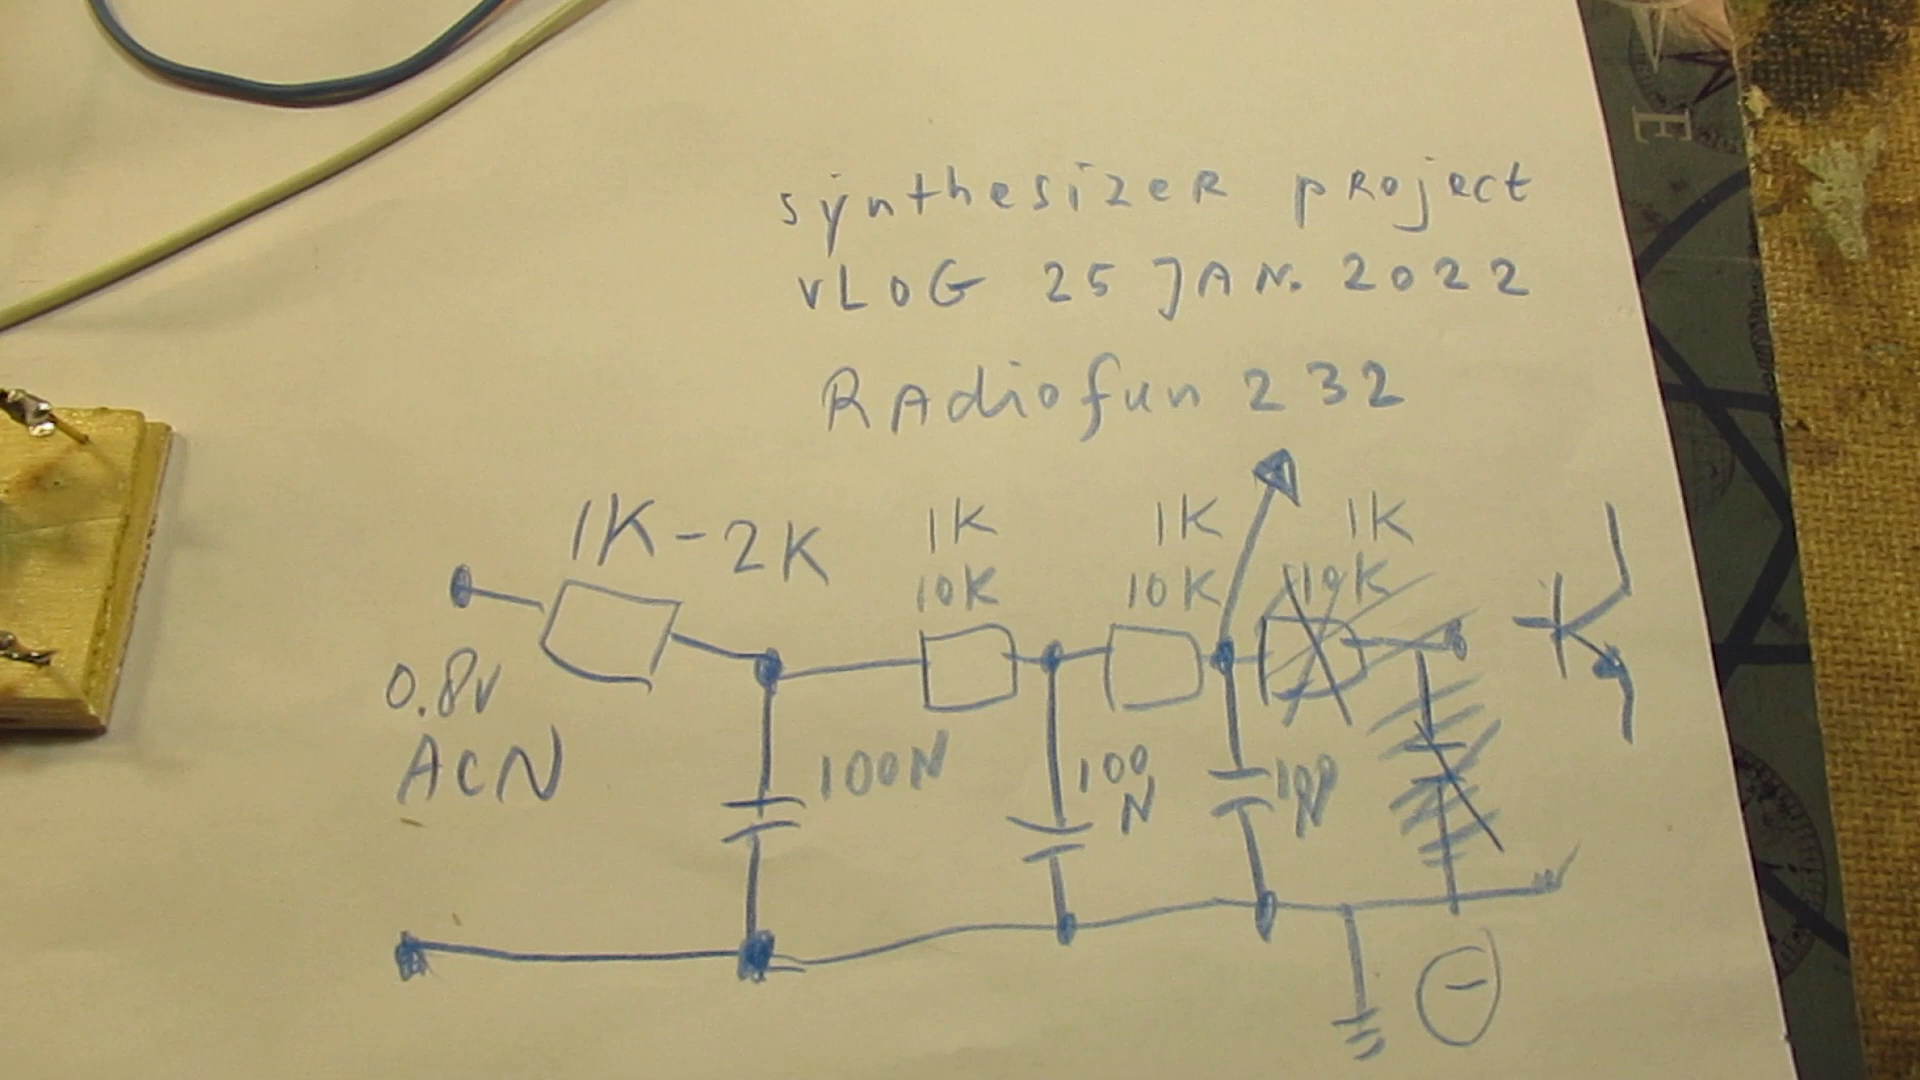 synthesizeR pRoject
vLOG 25 JAN. 2022
RAdiofun 232
1K-2K
1K
10K
1K
10K
1K
10K
0.8v
ACN
100N
100
N
E